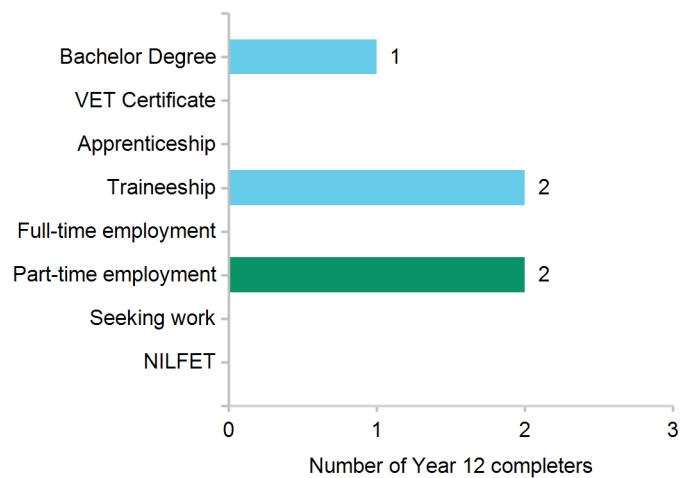 Bachelor Degree 1
VET Certificate
Apprenticeship
Traineeship 2
Full-time employment
Part-time employment 2
Seeking work
NILFET
0 1 2 3
Number of Year 12 completers